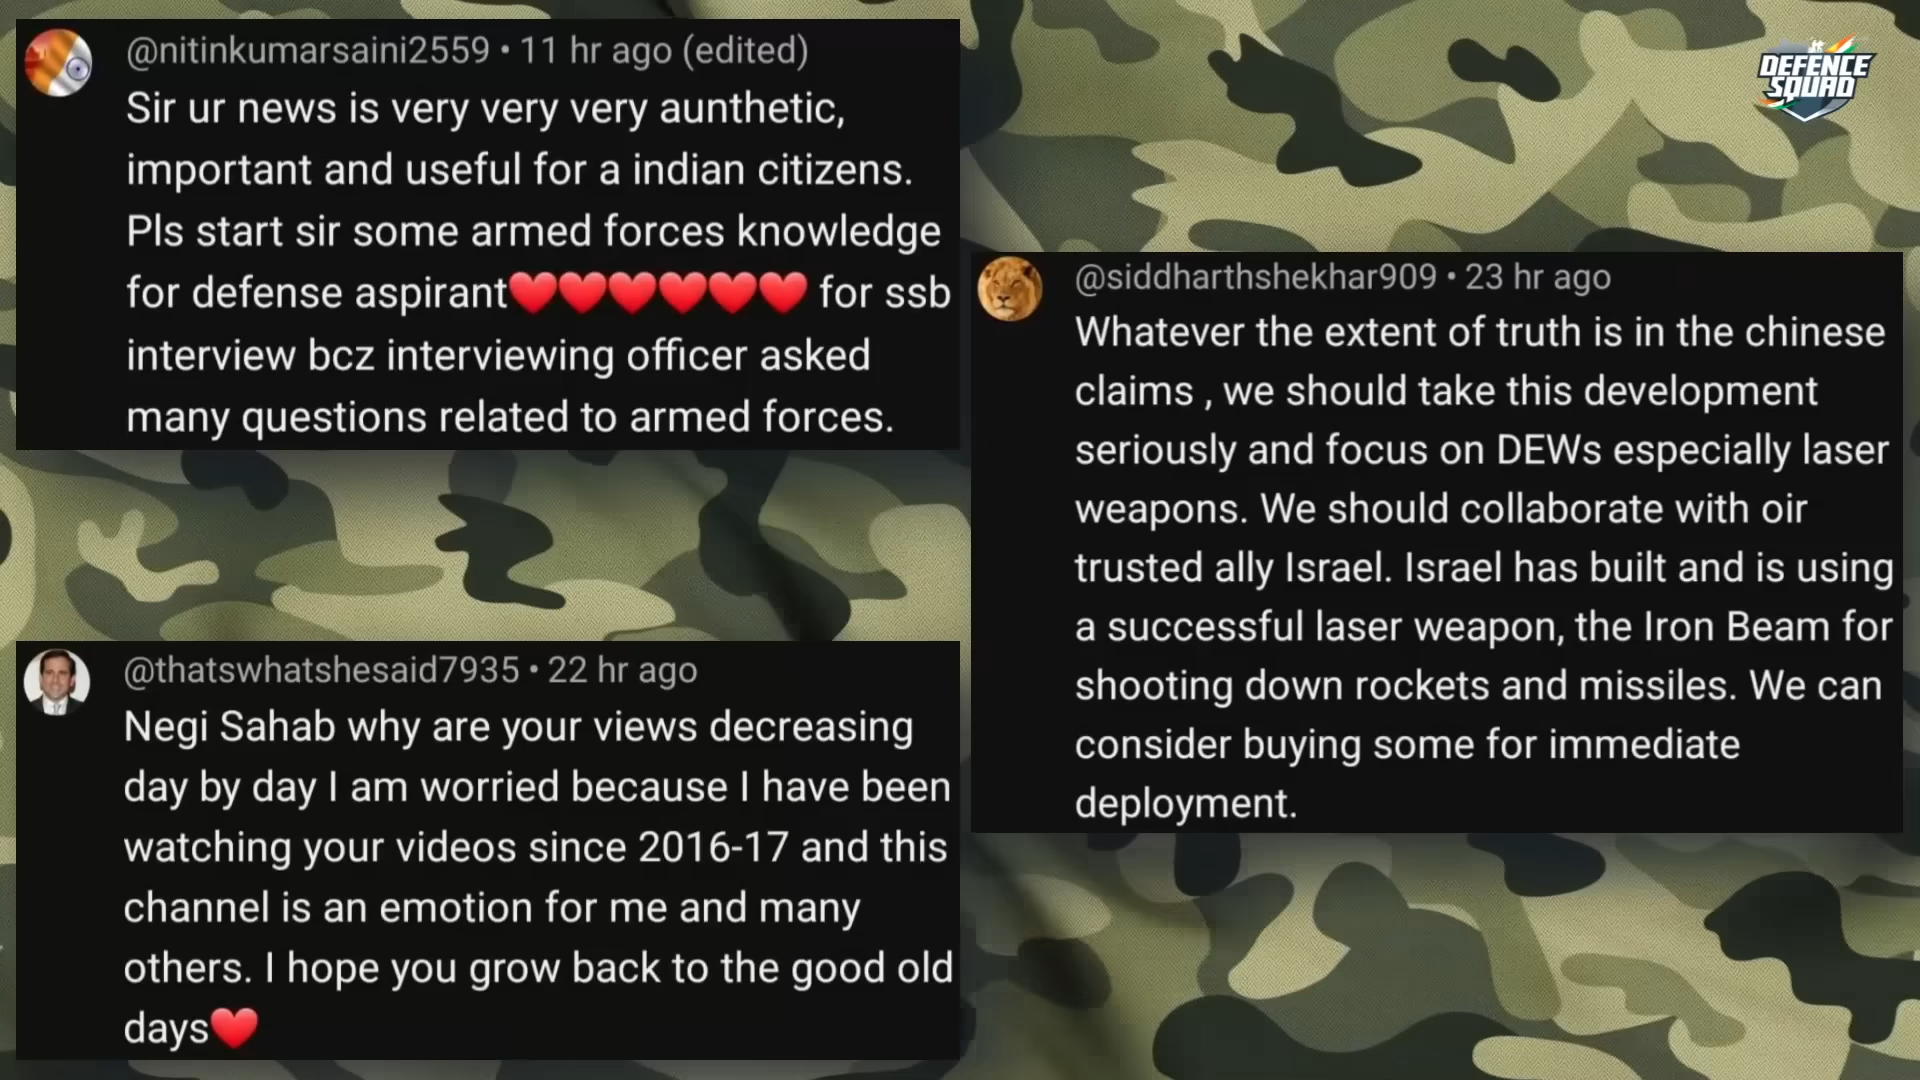 @nitinkumarsaini2559 • 11 hr ago (edited)
Sir ur news is very very very aunthetic,
important and useful for a indian citizens.
Pls start sir some armed forces knowledge
for defense aspirant❤️❤️❤️❤️❤️❤️ for ssb
interview bcz interviewing officer asked
many questions related to armed forces.
@thatswhatshesaid7935 • 22 hr ago
Negi Sahab why are your views decreasing
day by day I am worried because I have been
watching your videos since 2016-17 and this
channel is an emotion for me and many
others. I hope you grow back to the good old
days❤️
DEFENCE
SQUAD
@siddharthshekhar909 • 23 hr ago
Whatever the extent of truth is in the chinese
claims , we should take this development
seriously and focus on DEWs especially laser
weapons. We should collaborate with oir
trusted ally Israel. Israel has built and is using
a successful laser weapon, the Iron Beam for
shooting down rockets and missiles. We can
consider buying some for immediate
deployment.